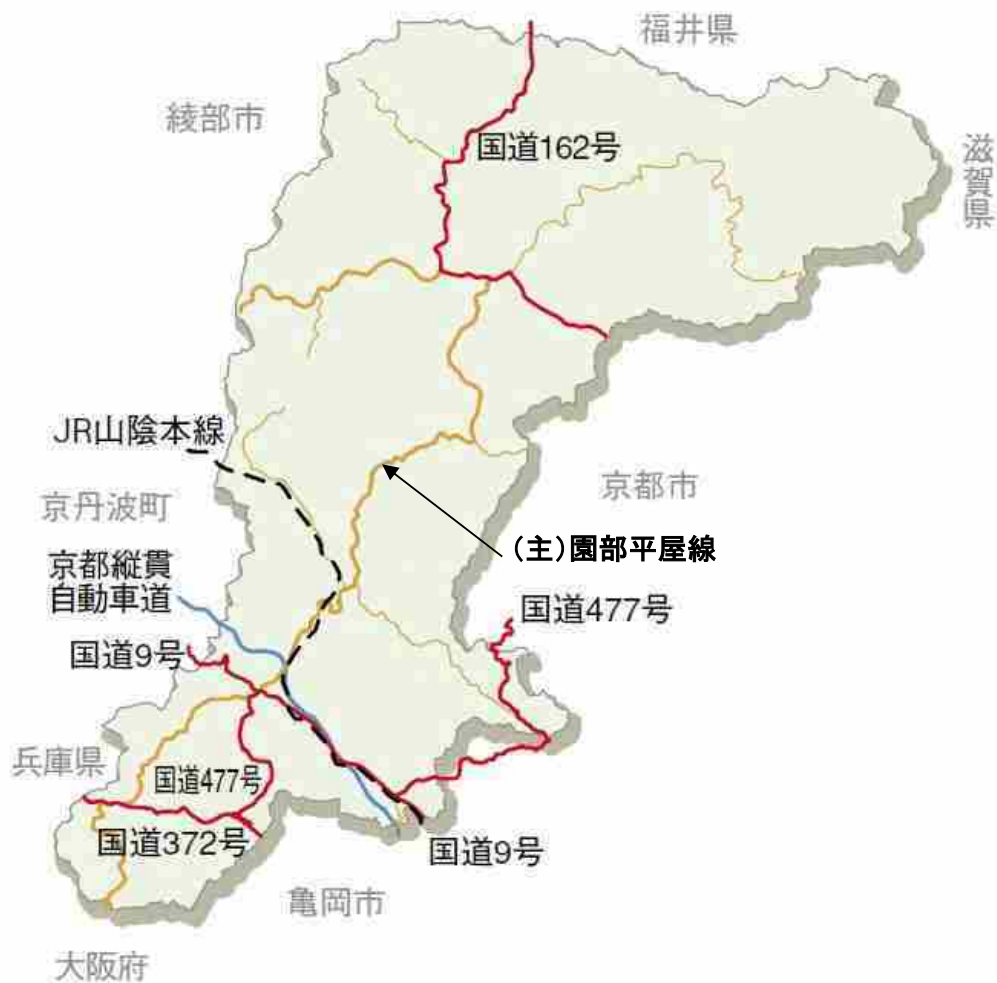 福井県
綾部市
国道162号
滋賀県
JR山陰本線
京都市
京丹波町
(主)園部平屋線
京都縦貫
自動車道
国道477号
国道9号
兵庫県
国道477号
国道372号
国道9号
亀岡市
大阪府